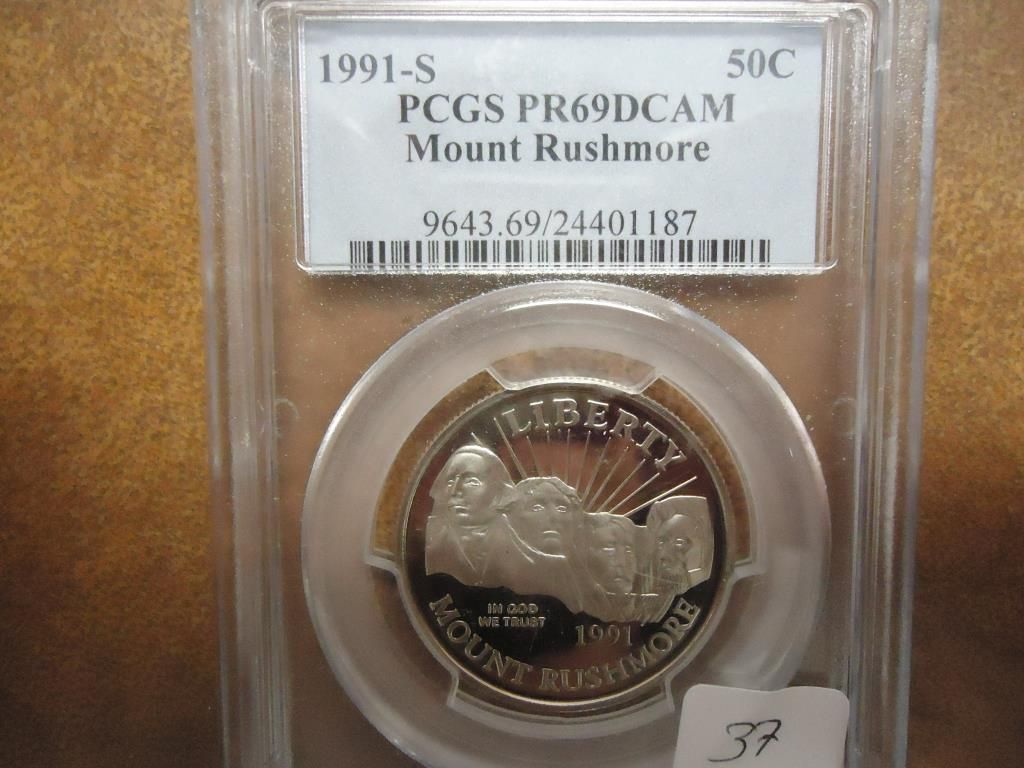 1991-S 50C
PCGS PR69DCAM
Mount Rushmore
9643.69/24401187
LIBERTY
IN GOD
WE TRUST
1991
MOUNT RUSHMORE
37